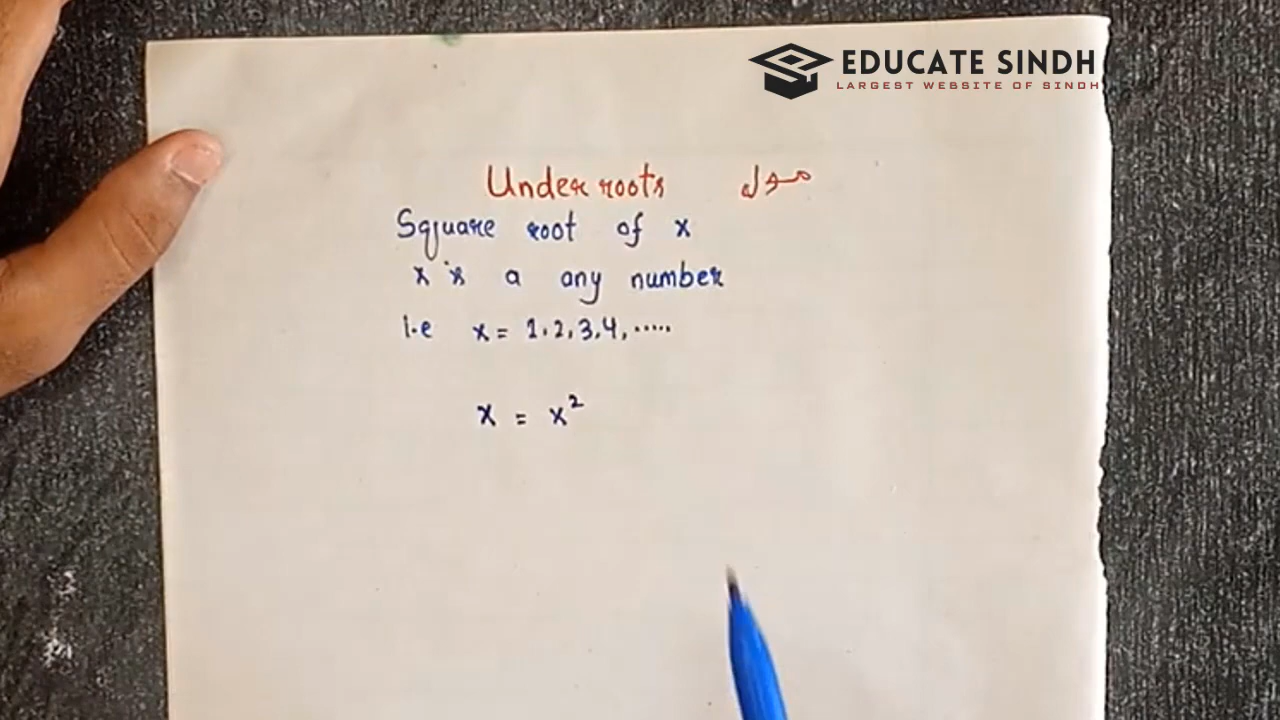 EDUCATE SINDH
LARGEST WEBSITE OF SINDH
Under roots مول
Square root of x
x is a any number
I.e x = 1,2,3,4,.....
x = x²